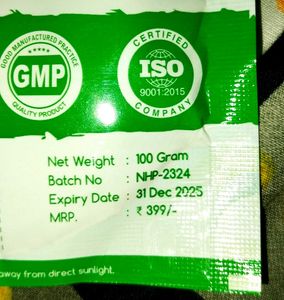 GOOD MANUFACTURED PRACTICE
GMP
QUALITY PRODUCT
CERTIFIED
ISO
9001:2015
COMPANY
Net Weight : 100 Gram
Batch No : NHP-2324
Expiry Date : 31 Dec 2025
MRP. : ₹ 399/-
away from direct sunlight.